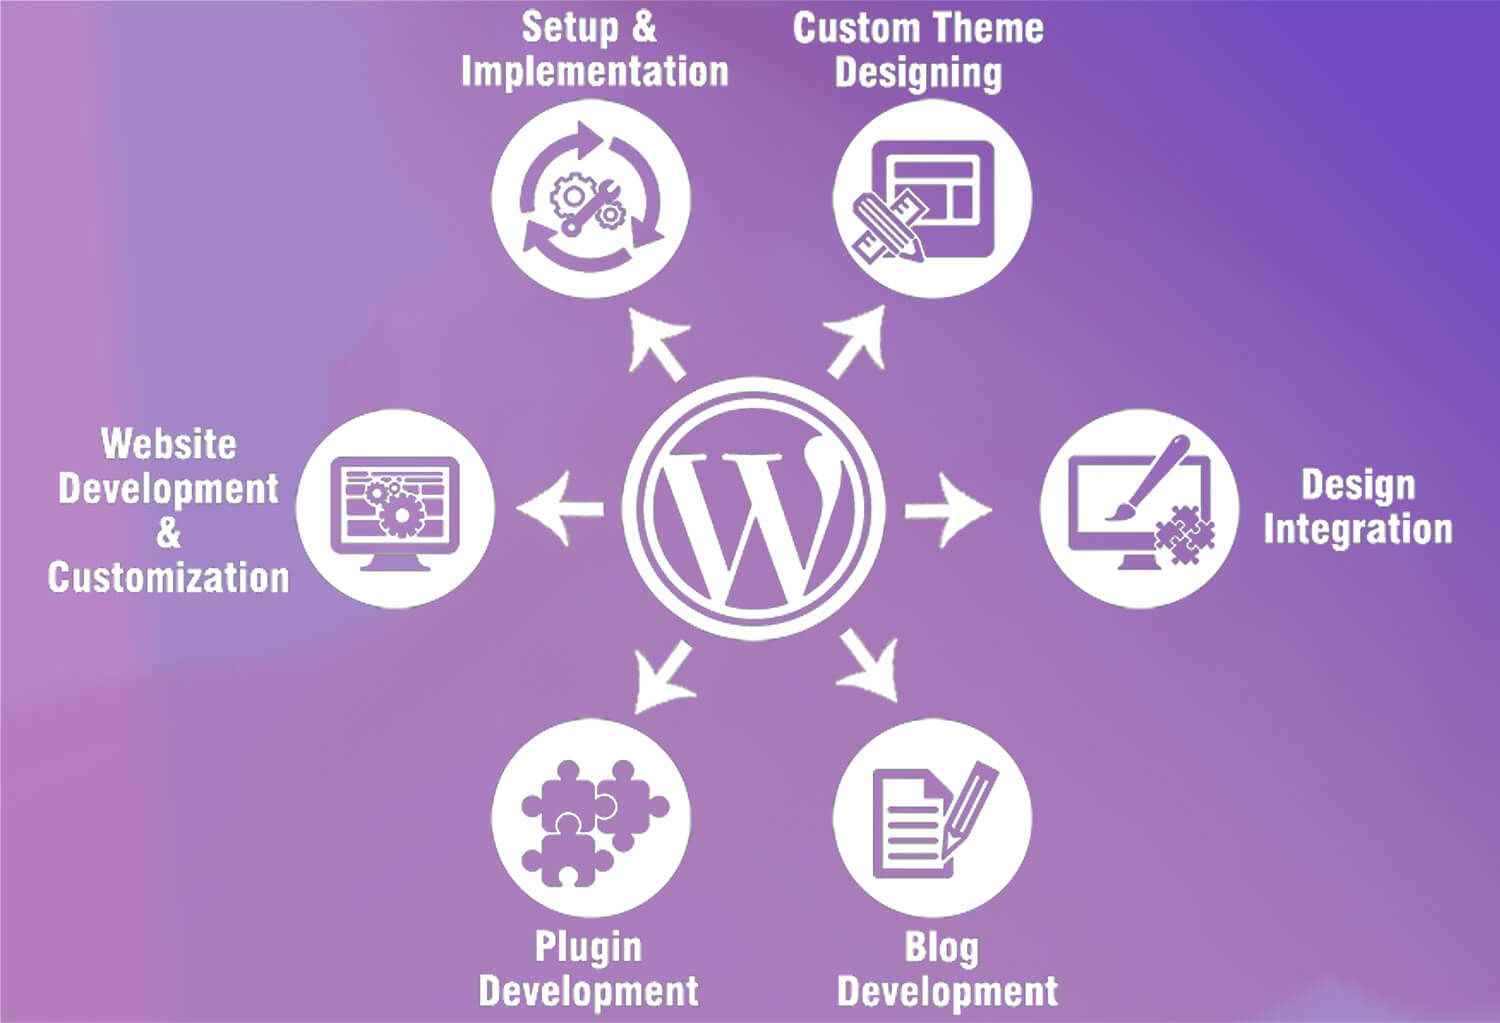 Setup &
Implementation
Custom Theme
Designing
Website
Development
&
Customization
Design
Integration
Plugin
Development
Blog
Development